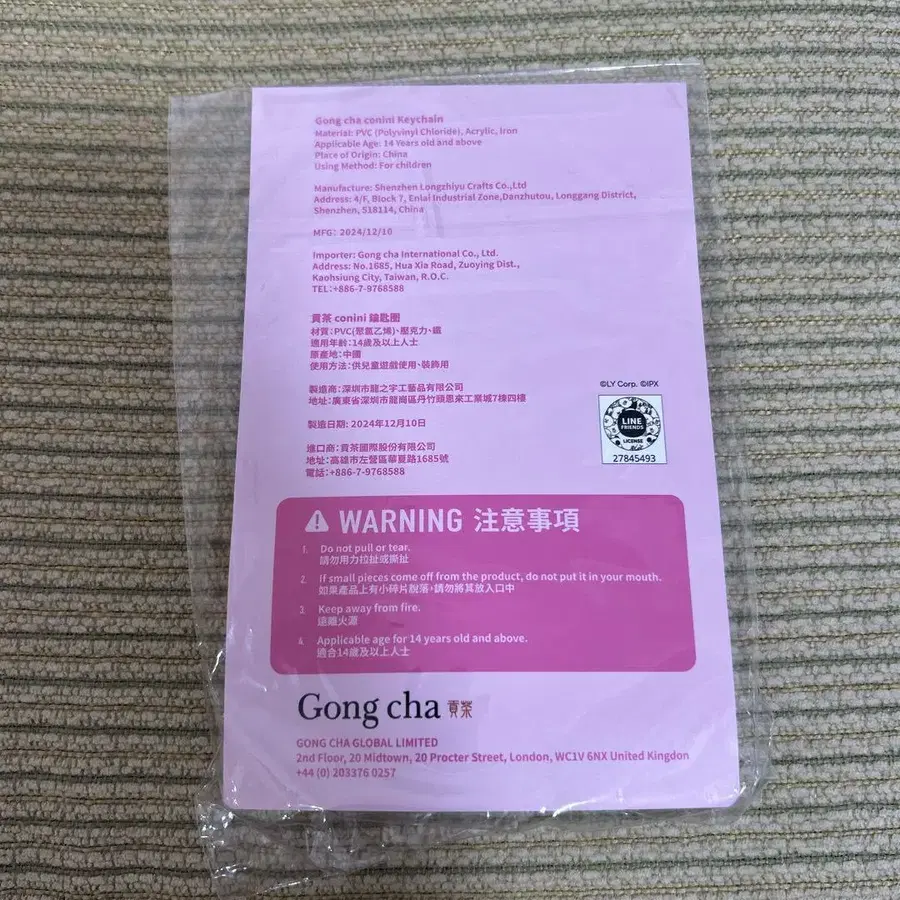 Gong cha conini Keychain
Material: PVC (Polyvinyl Chloride), Acrylic, Iron
Applicable Age: 14 Years old and above
Place of Origin: China
Using Method: For children
Manufacture: Shenzhen Longzhiyu Crafts Co.,Ltd
Address: 4/F, Block 7, Enlai Industrial Zone,Danzhutou, Longgang District,
Shenzhen, 518114, China
MFG: 2024/12/10
Importer: Gong cha International Co., Ltd.
Address: No.1685, Hua Xia Road, Zuoying Dist.,
Kaohsiung City, Taiwan, R.O.C.
TEL:+886-7-9768588
貢茶 conini 鑰匙圈
材質:PVC(聚氯乙烯)、壓克力、鐵
適用年齡:14歲及以上人士
原產地:中國
使用方法:供兒童遊戲使用、裝飾用
製造商:深圳市龍之宇工藝品有限公司
地址:廣東省深圳市龍崗區丹竹頭恩來工業城7棟四樓
製造日期: 2024年12月10日
進口商:貢茶國際股份有限公司
地址:高雄市左營區華夏路1685號
電話:+886-7-9768588
©LY Corp. ©IPX
LINE
FRIENDS
LICENSE
27845493
WARNING 注意事項
1. Do not pull or tear.
請勿用力拉扯或撕扯
2. If small pieces come off from the product, do not put it in your mouth.
如果產品上有小碎片脫落,請勿將其放入口中
3. Keep away from fire.
遠離火源
4. Applicable age for 14 years old and above.
適合14歲及以上人士
Gong cha 貢茶
GONG CHA GLOBAL LIMITED
2nd Floor, 20 Midtown, 20 Procter Street, London, WC1V 6NX United Kingdon
+44 (0) 203376 0257